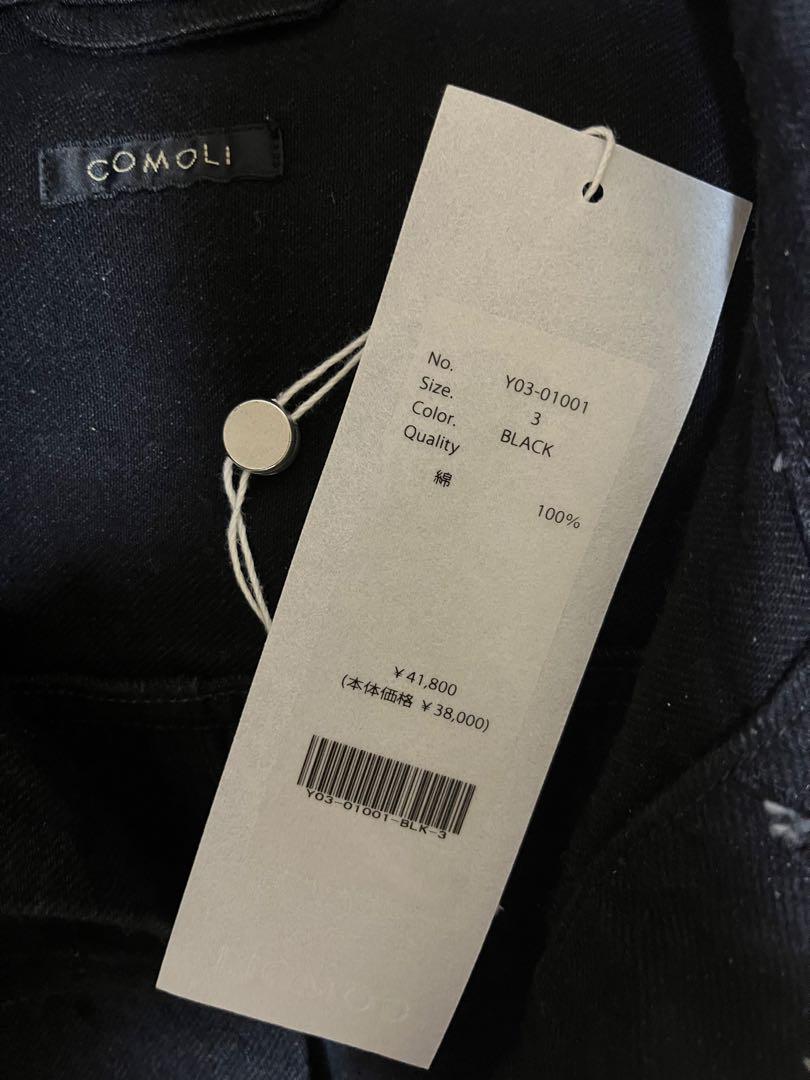 COMOLI
No. Y03-01001
Size. 3
Color. BLACK
Quality
綿 100%
¥41,800
(本体価格 ¥38,000)
Y03-01001-BLK-3